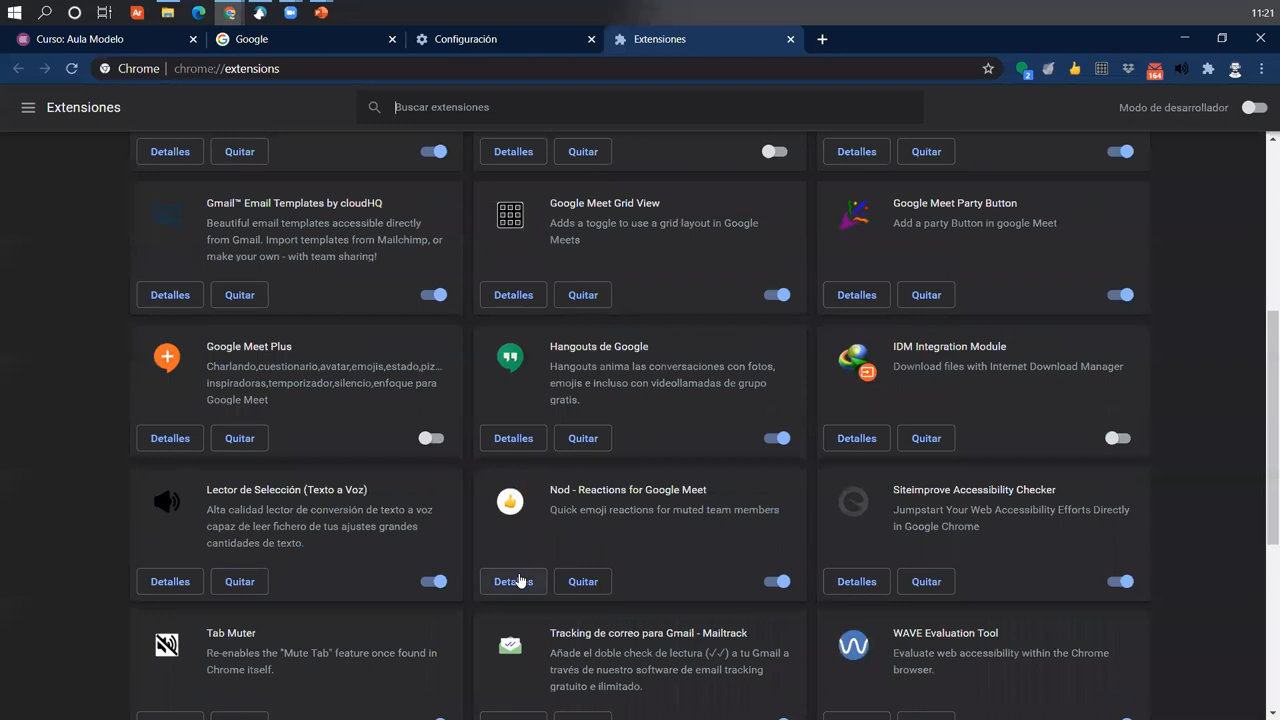 11:21
Curso: Aula Modelo
Google
Configuración
Extensiones
Chrome
chrome://extensions
2
164
Extensiones
Buscar extensiones
Modo de desarrollador
Detalles
Quitar
Detalles
Quitar
Detalles
Quitar
Gmail™ Email Templates by cloudHQ
Beautiful email templates accessible directly
from Gmail. Import templates from Mailchimp, or
make your own - with team sharing!
Detalles
Quitar
Google Meet Grid View
Adds a toggle to use a grid layout in Google
Meets
Detalles
Quitar
Google Meet Party Button
Add a party Button in google Meet
Detalles
Quitar
Google Meet Plus
Charlando,cuestionario,avatar,emojis,estado,piz...
inspiradoras,temporizador,silencio,enfoque para
Google Meet
Detalles
Quitar
Hangouts de Google
Hangouts anima las conversaciones con fotos,
emojis e incluso con videollamadas de grupo
gratis.
Detalles
Quitar
IDM Integration Module
Download files with Internet Download Manager
Detalles
Quitar
Lector de Selección (Texto a Voz)
Alta calidad lector de conversión de texto a voz
capaz de leer fichero de tus ajustes grandes
cantidades de texto.
Detalles
Quitar
Nod - Reactions for Google Meet
Quick emoji reactions for muted team members
Detalles
Quitar
Siteimprove Accessibility Checker
Jumpstart Your Web Accessibility Efforts Directly
in Google Chrome
Detalles
Quitar
Tab Muter
Re-enables the "Mute Tab" feature once found in
Chrome itself.
Tracking de correo para Gmail - Mailtrack
Añade el doble check de lectura (✓✓) a tu Gmail a
través de nuestro software de email tracking
gratuito e ilimitado.
WAVE Evaluation Tool
Evaluate web accessibility within the Chrome
browser.